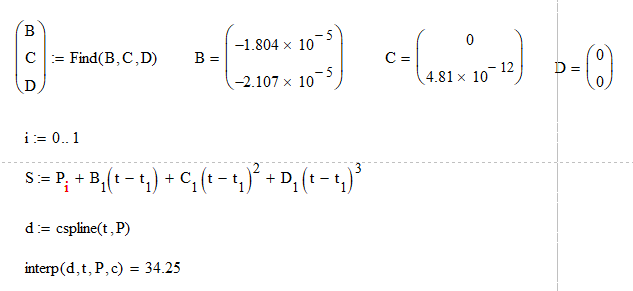 (B C D) := Find(B,C,D) B = (−1.804 × 10^−5 −2.107 × 10^−5) C = (0 4.81 × 10^−12) D = (0 0)
i := 0..1
S := P_i + B_1(t − t_1) + C_1(t − t_1)^2 + D_1(t − t_1)^3
d := cspline(t,P)
interp(d,t,P,c) = 34.25